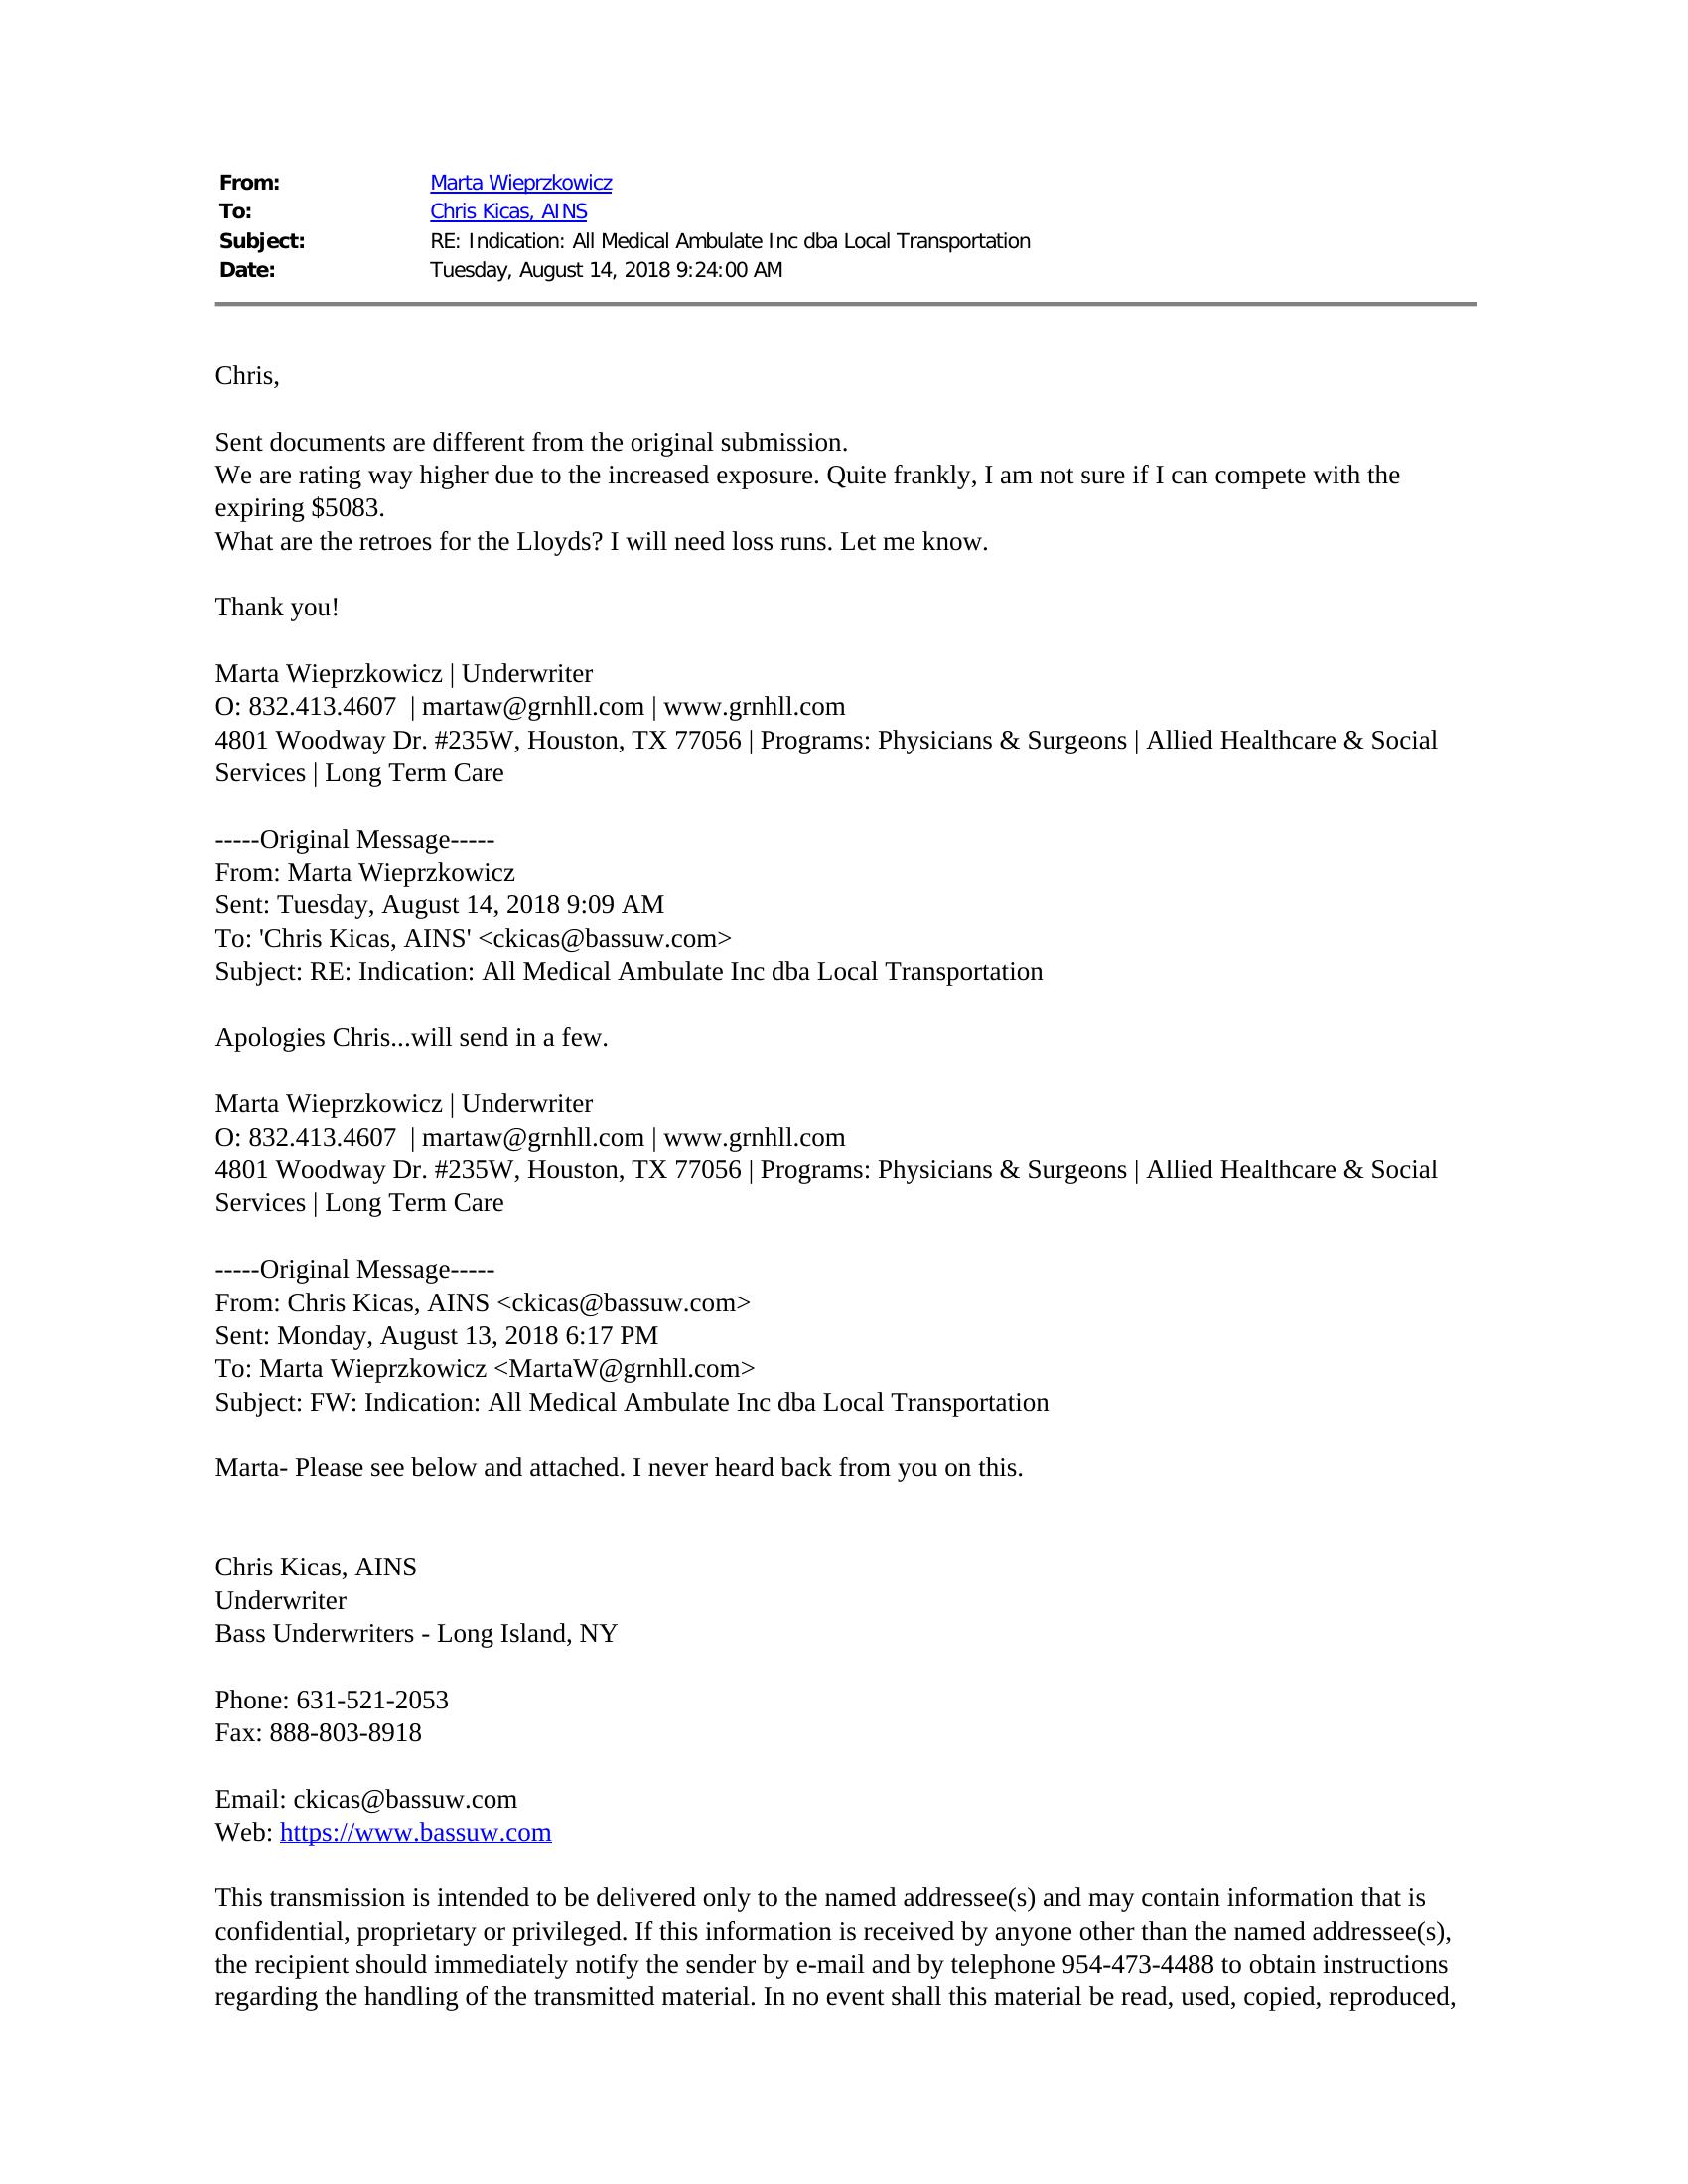 From: Marta Wieprzkowicz
To: Chris Kicas, AINS
Subject: RE: Indication: All Medical Ambulate Inc dba Local Transportation
Date: Tuesday, August 14, 2018 9:24:00 AM
Chris,
Sent documents are different from the original submission.
We are rating way higher due to the increased exposure. Quite frankly, I am not sure if I can compete with the
expiring $5083.
What are the retroes for the Lloyds? I will need loss runs. Let me know.
Thank you!
Marta Wieprzkowicz | Underwriter
O: 832.413.4607 | martaw@grnhll.com | www.grnhll.com
4801 Woodway Dr. #235W, Houston, TX 77056 | Programs: Physicians & Surgeons | Allied Healthcare & Social
Services | Long Term Care
-----Original Message-----
From: Marta Wieprzkowicz
Sent: Tuesday, August 14, 2018 9:09 AM
To: 'Chris Kicas, AINS' <ckicas@bassuw.com>
Subject: RE: Indication: All Medical Ambulate Inc dba Local Transportation
Apologies Chris...will send in a few.
Marta Wieprzkowicz | Underwriter
O: 832.413.4607 | martaw@grnhll.com | www.grnhll.com
4801 Woodway Dr. #235W, Houston, TX 77056 | Programs: Physicians & Surgeons | Allied Healthcare & Social
Services | Long Term Care
-----Original Message-----
From: Chris Kicas, AINS <ckicas@bassuw.com>
Sent: Monday, August 13, 2018 6:17 PM
To: Marta Wieprzkowicz <MartaW@grnhll.com>
Subject: FW: Indication: All Medical Ambulate Inc dba Local Transportation
Marta- Please see below and attached. I never heard back from you on this.
Chris Kicas, AINS
Underwriter
Bass Underwriters - Long Island, NY
Phone: 631-521-2053
Fax: 888-803-8918
Email: ckicas@bassuw.com
Web: https://www.bassuw.com
This transmission is intended to be delivered only to the named addressee(s) and may contain information that is
confidential, proprietary or privileged. If this information is received by anyone other than the named addressee(s),
the recipient should immediately notify the sender by e-mail and by telephone 954-473-4488 to obtain instructions
regarding the handling of the transmitted material. In no event shall this material be read, used, copied, reproduced,